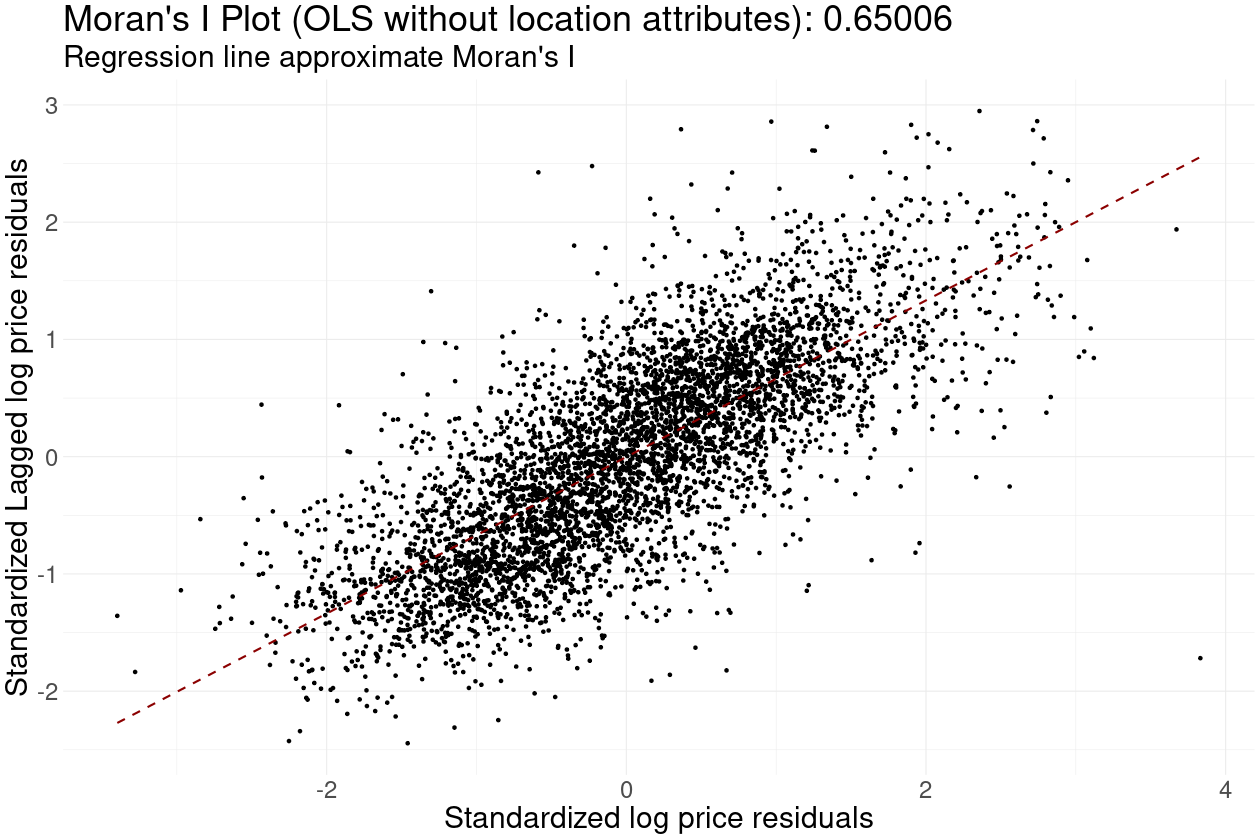 Moran's I Plot (OLS without location attributes): 0.65006
Regression line approximate Moran's I
Standardized Lagged log price residuals
3
2
1
0
-1
-2
-2
0
2
4
Standardized log price residuals